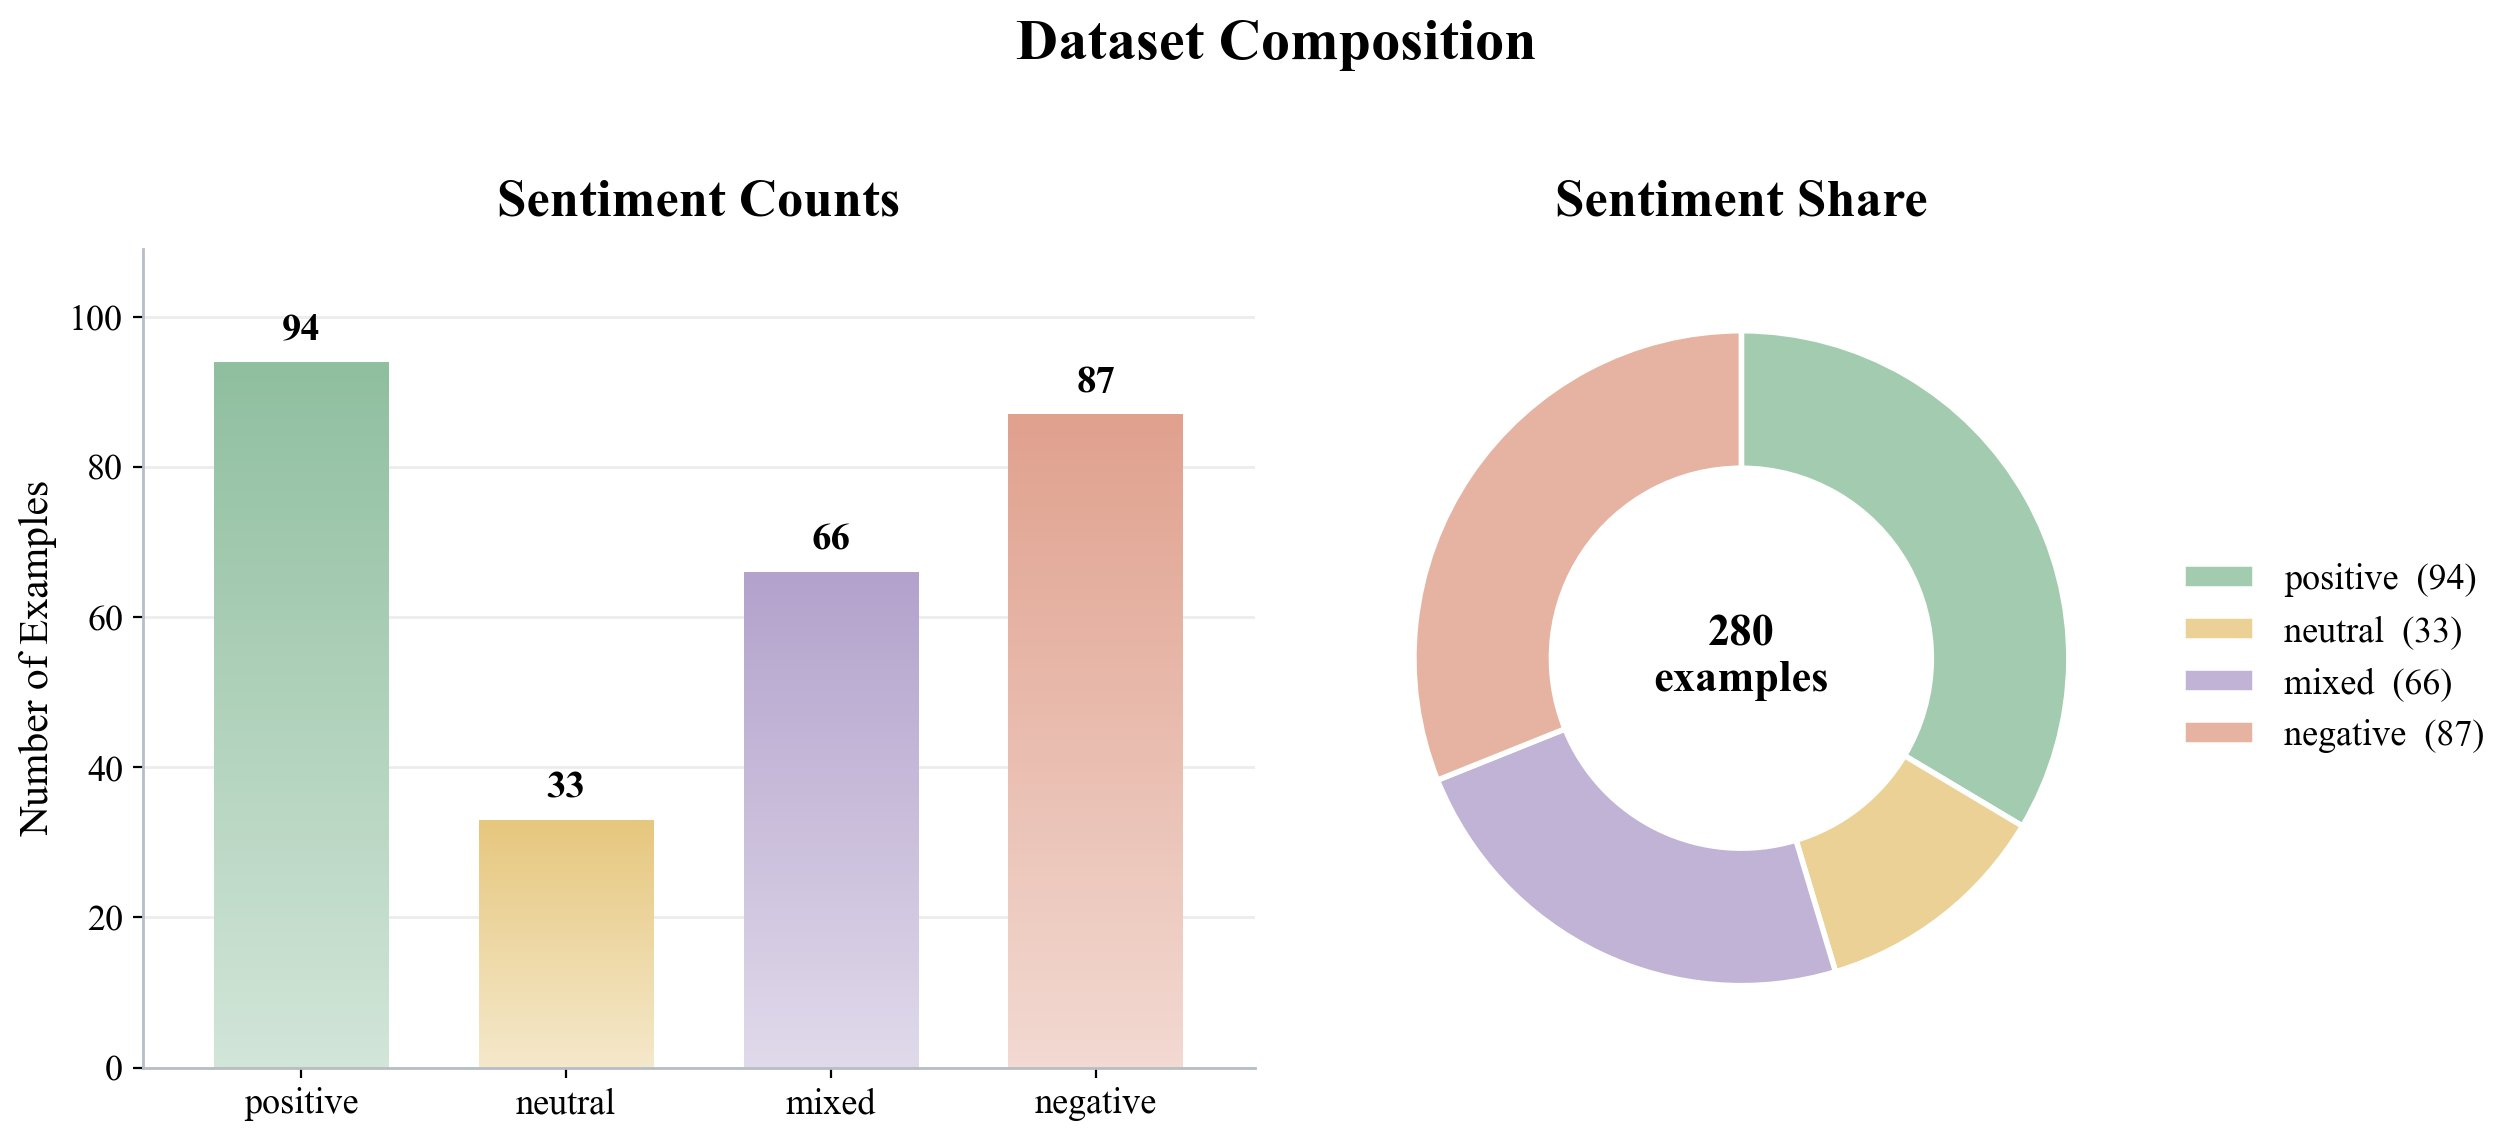 Dataset Composition
Sentiment Counts
Number of Examples
100
80
60
40
20
0
94
33
66
87
positive
neutral
mixed
negative
Sentiment Share
280
examples
positive (94)
neutral (33)
mixed (66)
negative (87)